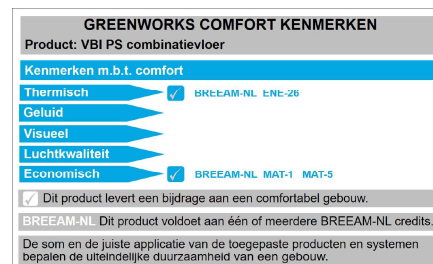 GREENWORKS COMFORT KENMERKEN
Product: VBI PS combinatievloer
Kenmerken m.b.t. comfort
Thermisch BREEAM-NL ENE-26
Geluid
Visueel
Luchtkwaliteit
Economisch BREEAM-NL MAT-1 MAT-5
Dit product levert een bijdrage aan een comfortabel gebouw.
BREEAM-NL Dit product voldoet aan één of meerdere BREEAM-NL credits.
De som en de juiste applicatie van de toegepaste producten en systemen
bepalen de uiteindelijke duurzaamheid van een gebouw.